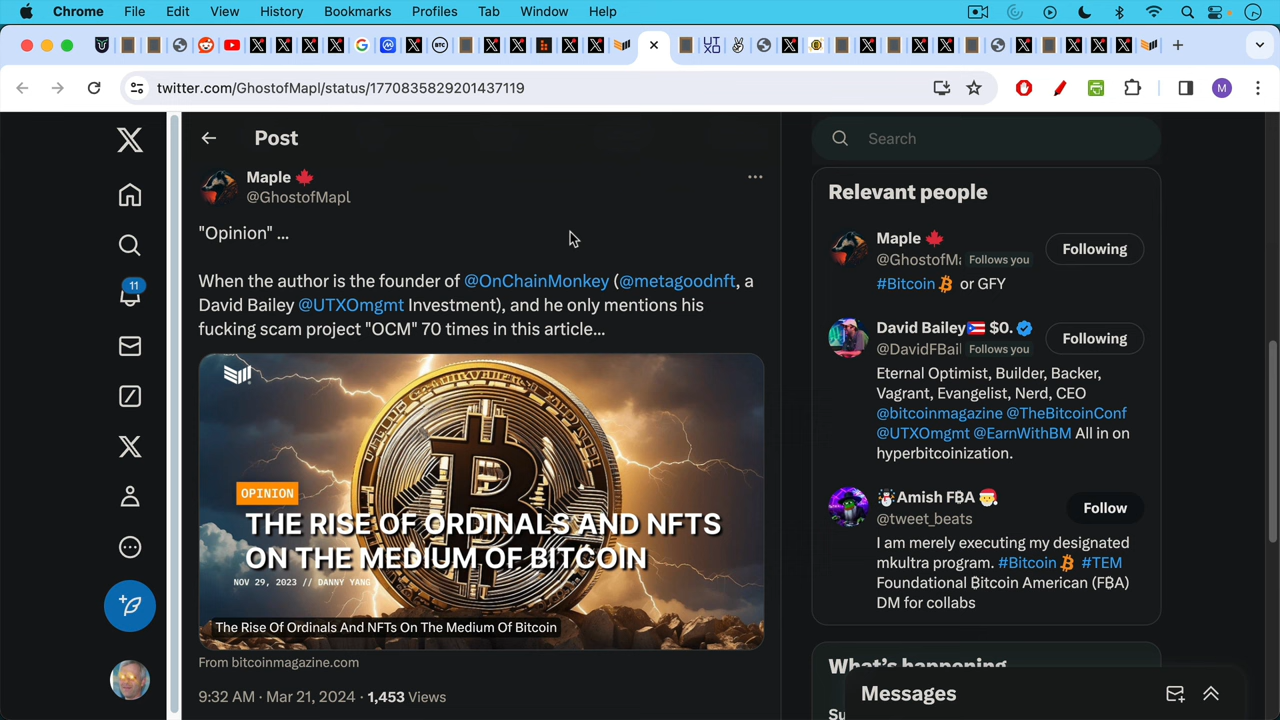 Chrome File Edit View History Bookmarks Profiles Tab Window Help
twitter.com/GhostofMapl/status/1770835829201437119
M
Post
Search
Maple 🍁
@GhostofMapl
"Opinion" ...
When the author is the founder of @OnChainMonkey (@metagoodnft, a
David Bailey @UTXOmgmt Investment), and he only mentions his
fucking scam project "OCM" 70 times in this article...
OPINION
THE RISE OF ORDINALS AND NFTS
ON THE MEDIUM OF BITCOIN
NOV 29, 2023 // DANNY YANG
The Rise Of Ordinals And NFTs On The Medium Of Bitcoin
From bitcoinmagazine.com
9:32 AM · Mar 21, 2024 · 1,453 Views
11
Relevant people
Maple 🍁
@GhostofMa Follows you
Following
#Bitcoin or GFY
David Bailey🇵🇷 $0.
@DavidFBail Follows you
Following
Eternal Optimist, Builder, Backer,
Vagrant, Evangelist, Nerd, CEO
@bitcoinmagazine @TheBitcoinConf
@UTXOmgmt @EarnWithBM All in on
hyperbitcoinization.
Amish F₿A
@tweet_beats
Follow
I am merely executing my designated
mkultra program. #Bitcoin #TEM
Foundational Bitcoin American (F₿A)
DM for collabs
What's happening
Messages